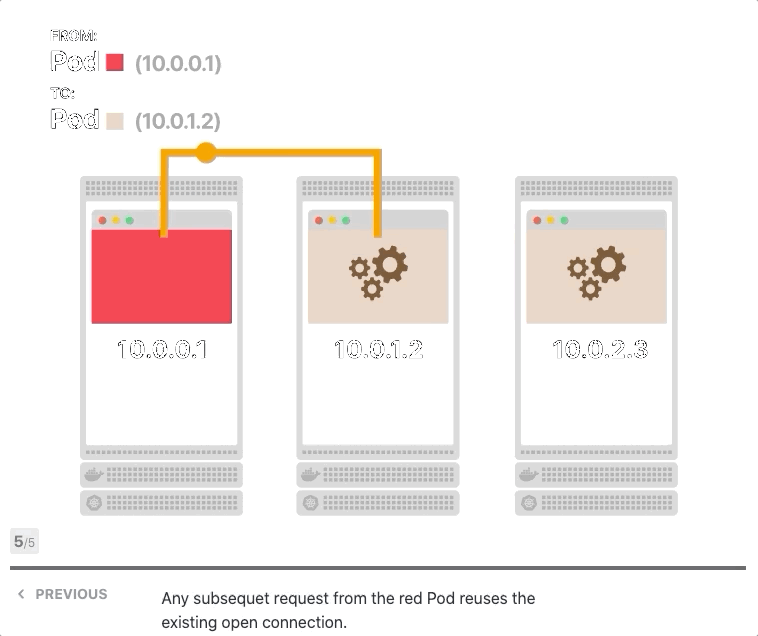 FROM:
Pod (10.0.0.1)
TO:
Pod (10.0.1.2)
10.0.0.1 10.0.1.2 10.0.2.3
5/5
PREVIOUS
Any subsequet request from the red Pod reuses the
existing open connection.